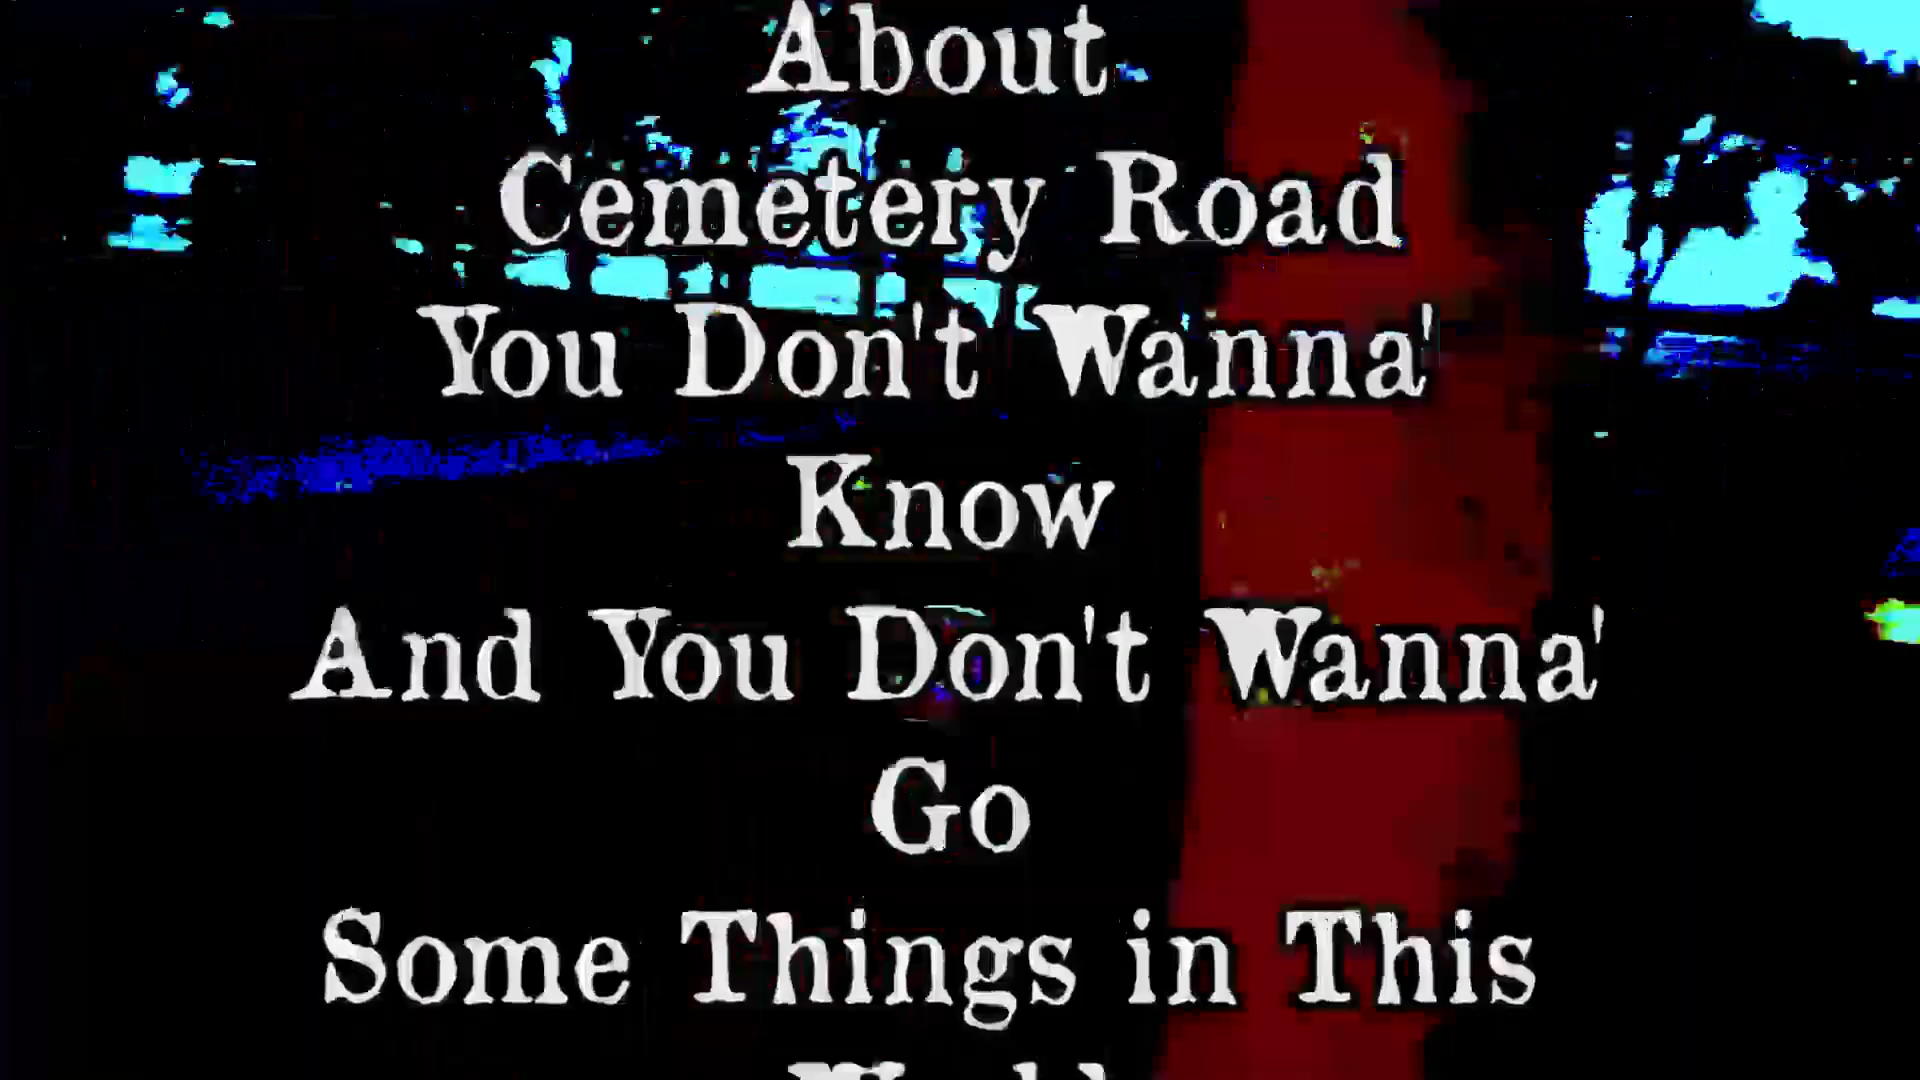 About
Cemetery Road
You Don't Wanna'
Know
And You Don't Wanna'
Go
Some Things in This